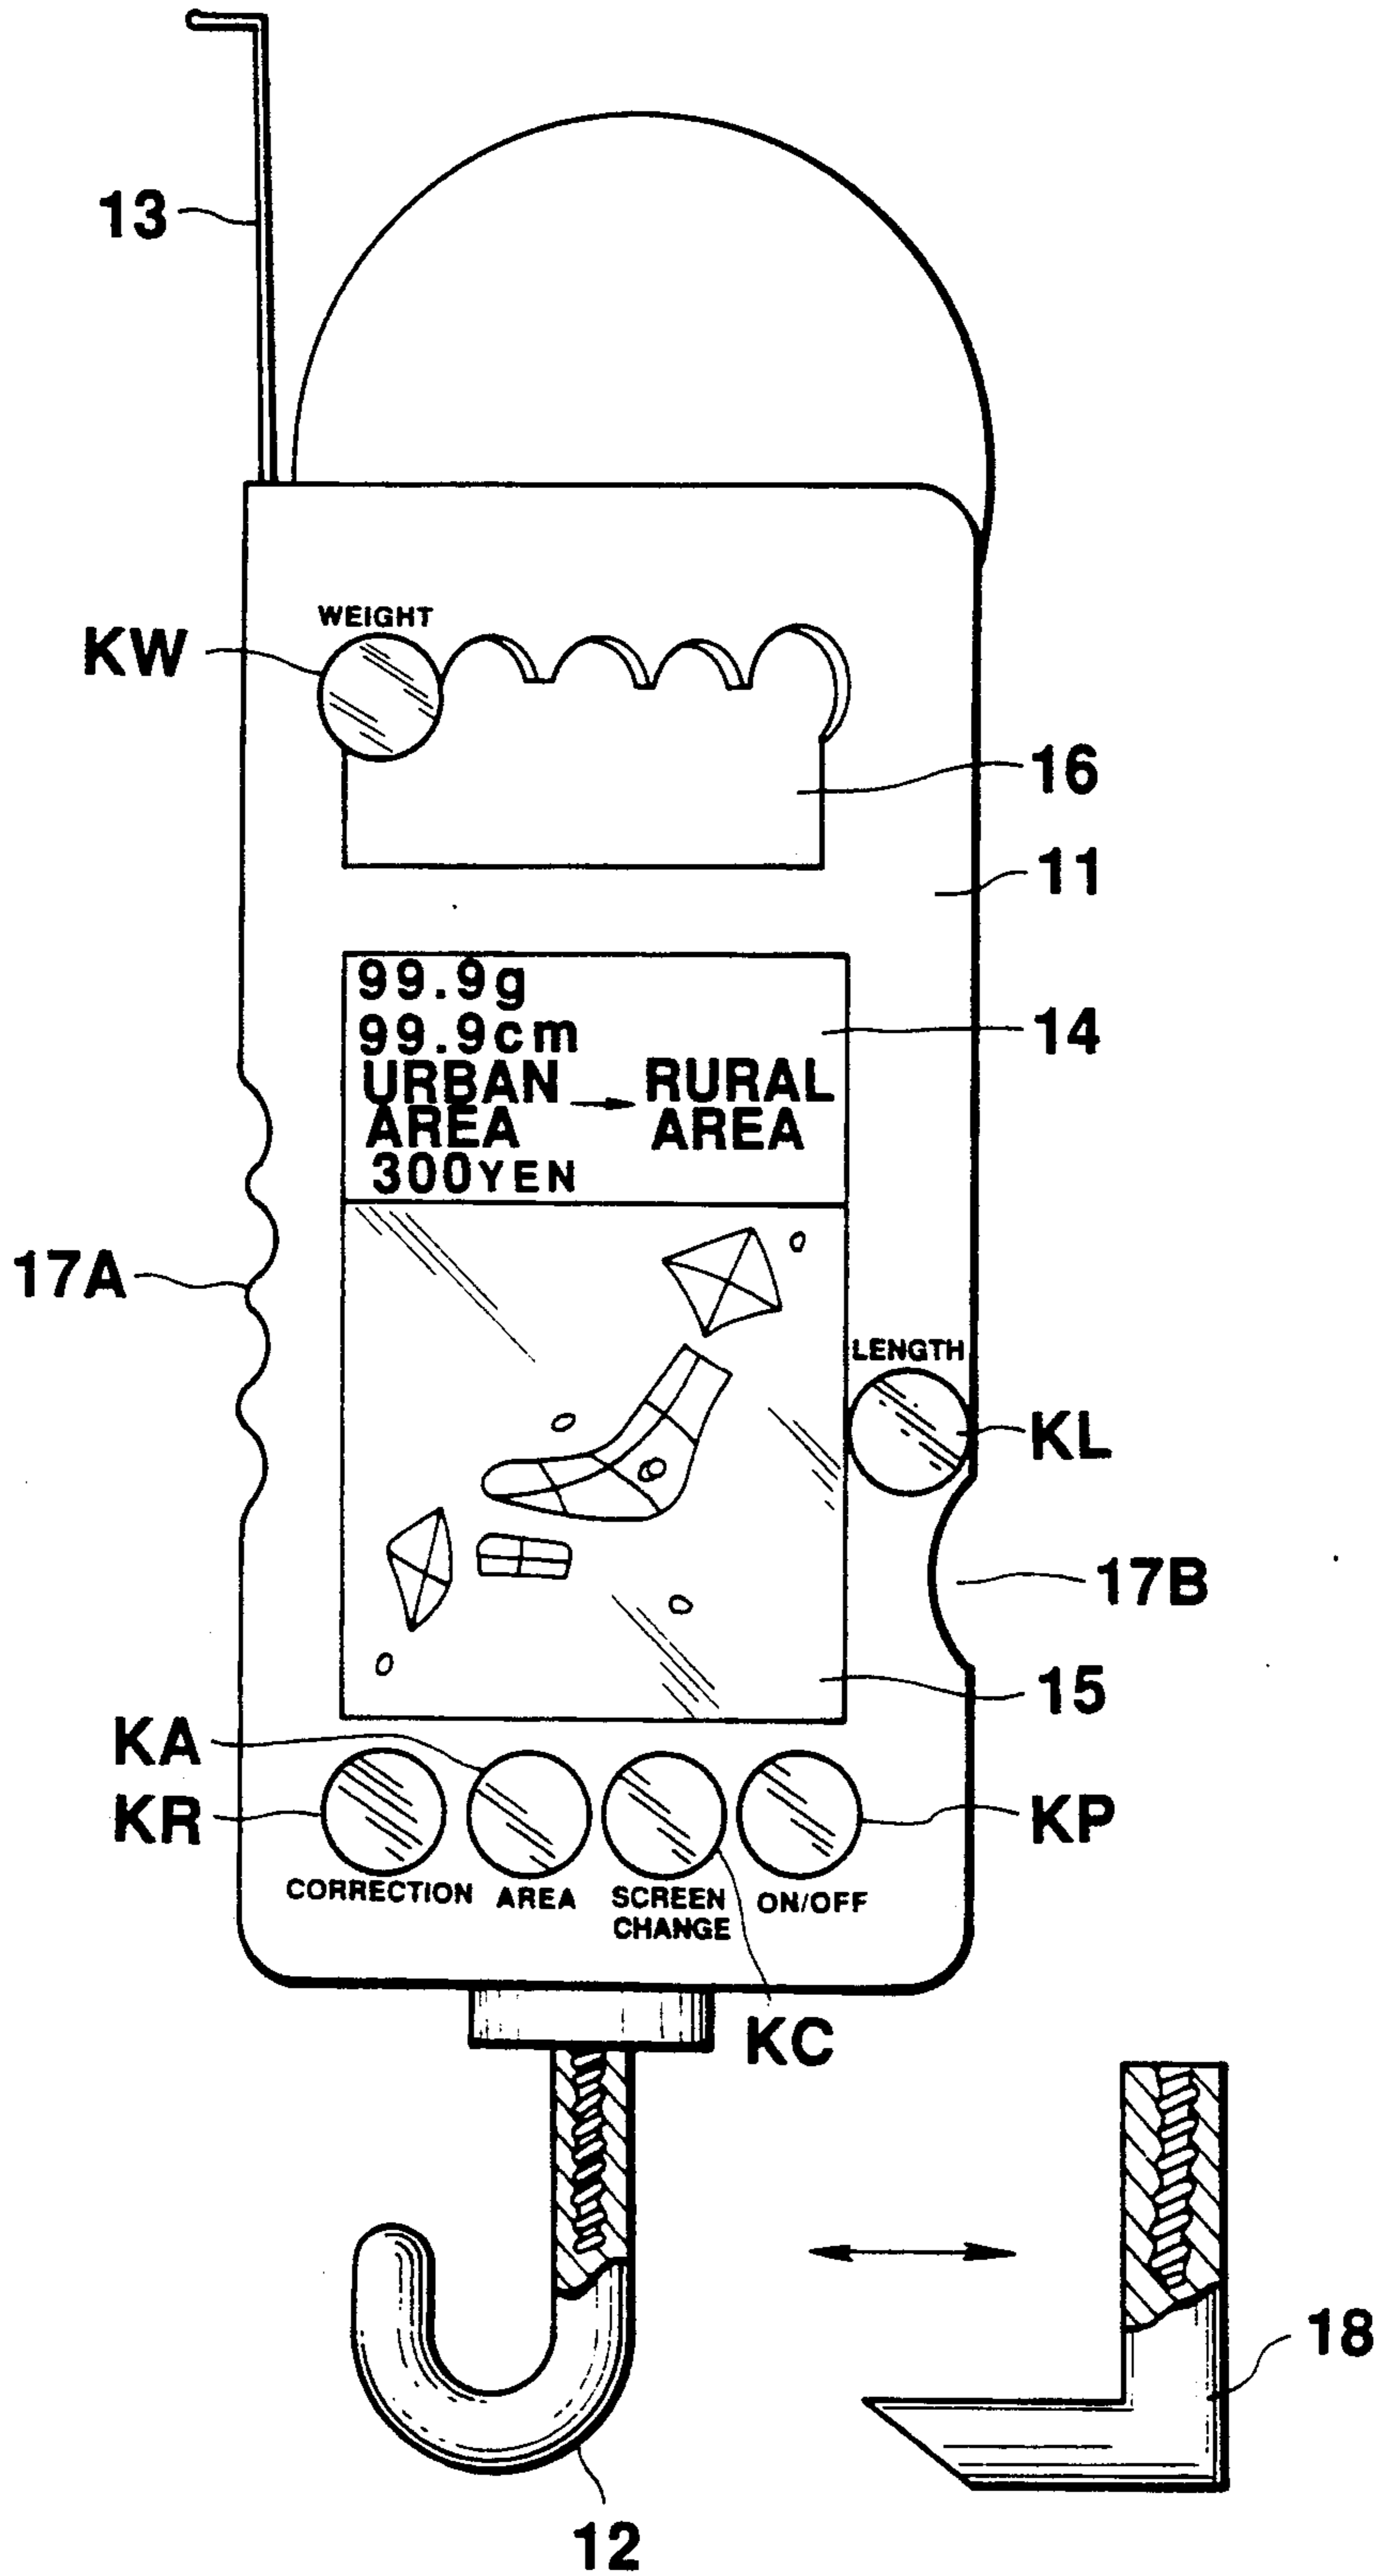 13
WEIGHT
KW
16
11
99.9g
99.9cm
URBAN AREA → RURAL AREA
300YEN
14
17A
LENGTH
KL
17B
15
KA
KR
KP
CORRECTION
AREA
SCREEN
CHANGE
ON/OFF
KC
18
12